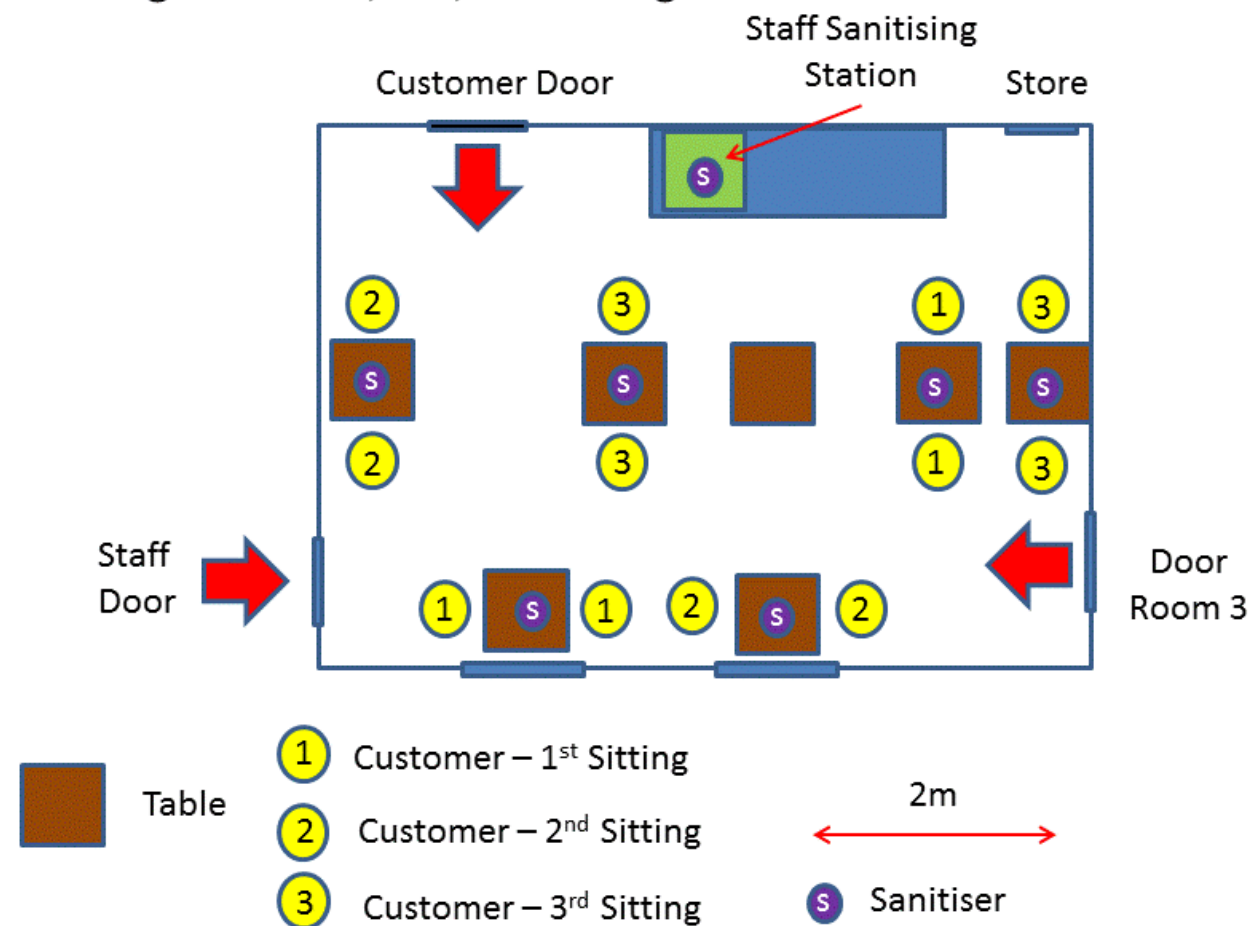 Staff Sanitising
Station
Customer Door
Store
S
2
3
1
3
S
S
S
S
2
3
1
3
Staff
Door
Door
Room 3
1
S
1
2
S
2
Table
1 Customer – 1st Sitting
2 Customer – 2nd Sitting
3 Customer – 3rd Sitting
2m
S Sanitiser